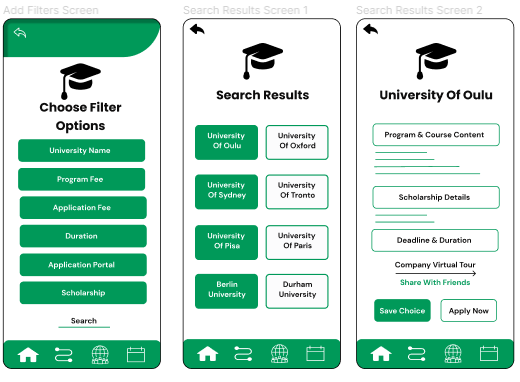 Add Filters Screen
Choose Filter
Options
University Name
Program Fee
Application Fee
Duration
Application Portal
Scholarship
Search
Search Results Screen 1
Search Results
University
Of Oulu
University
Of Oxford
University
Of Sydney
University
Of Tronto
University
Of Pisa
University
Of Paris
Berlin
University
Durham
University
Search Results Screen 2
University Of Oulu
Program & Course Content
Scholarship Details
Deadline & Duration
Company Virtual Tour
Share With Friends
Save Choice
Apply Now